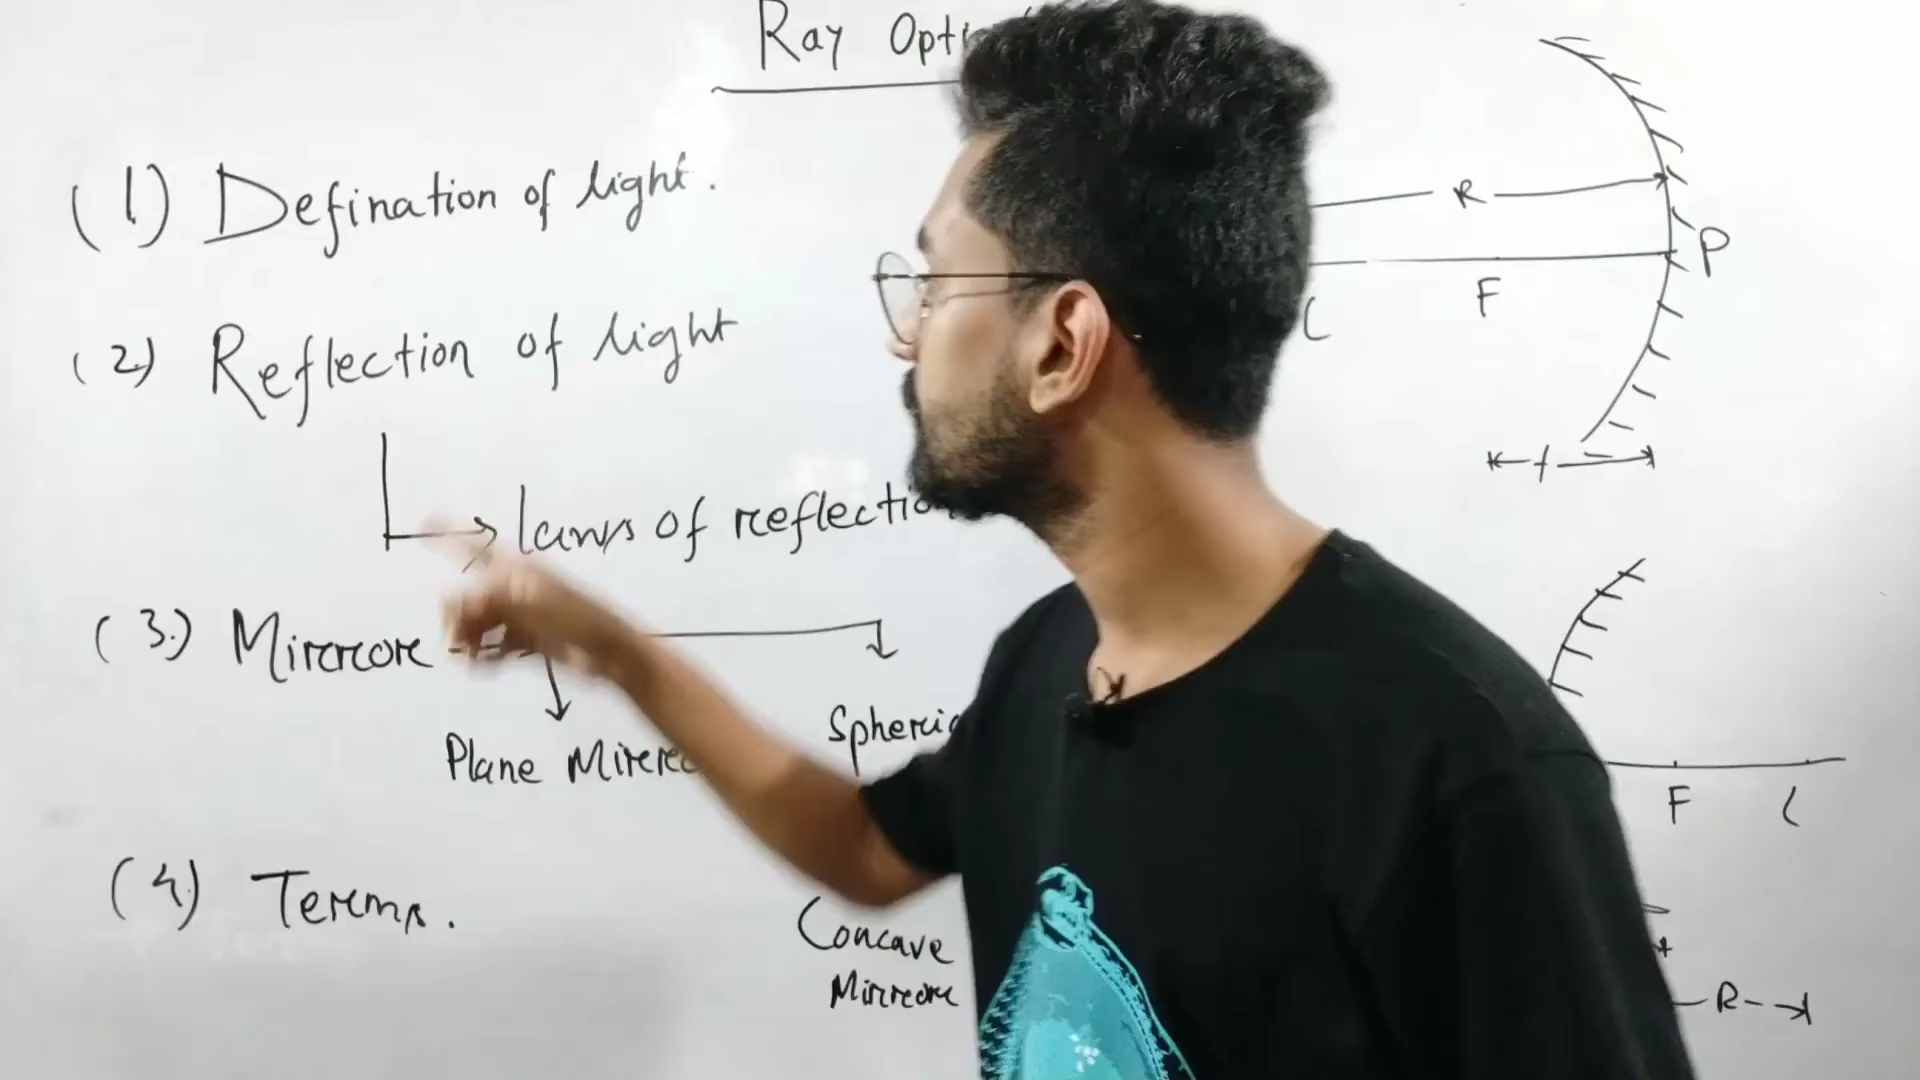 Ray Opti
(1) Defination of light.
(2) Reflection of light
laws of reflectio
(3.) Mirrore
Plane Mirre
Spheric
(4) Terms.
Concave
Mirrore
R
P
F
C
f
F
C
R